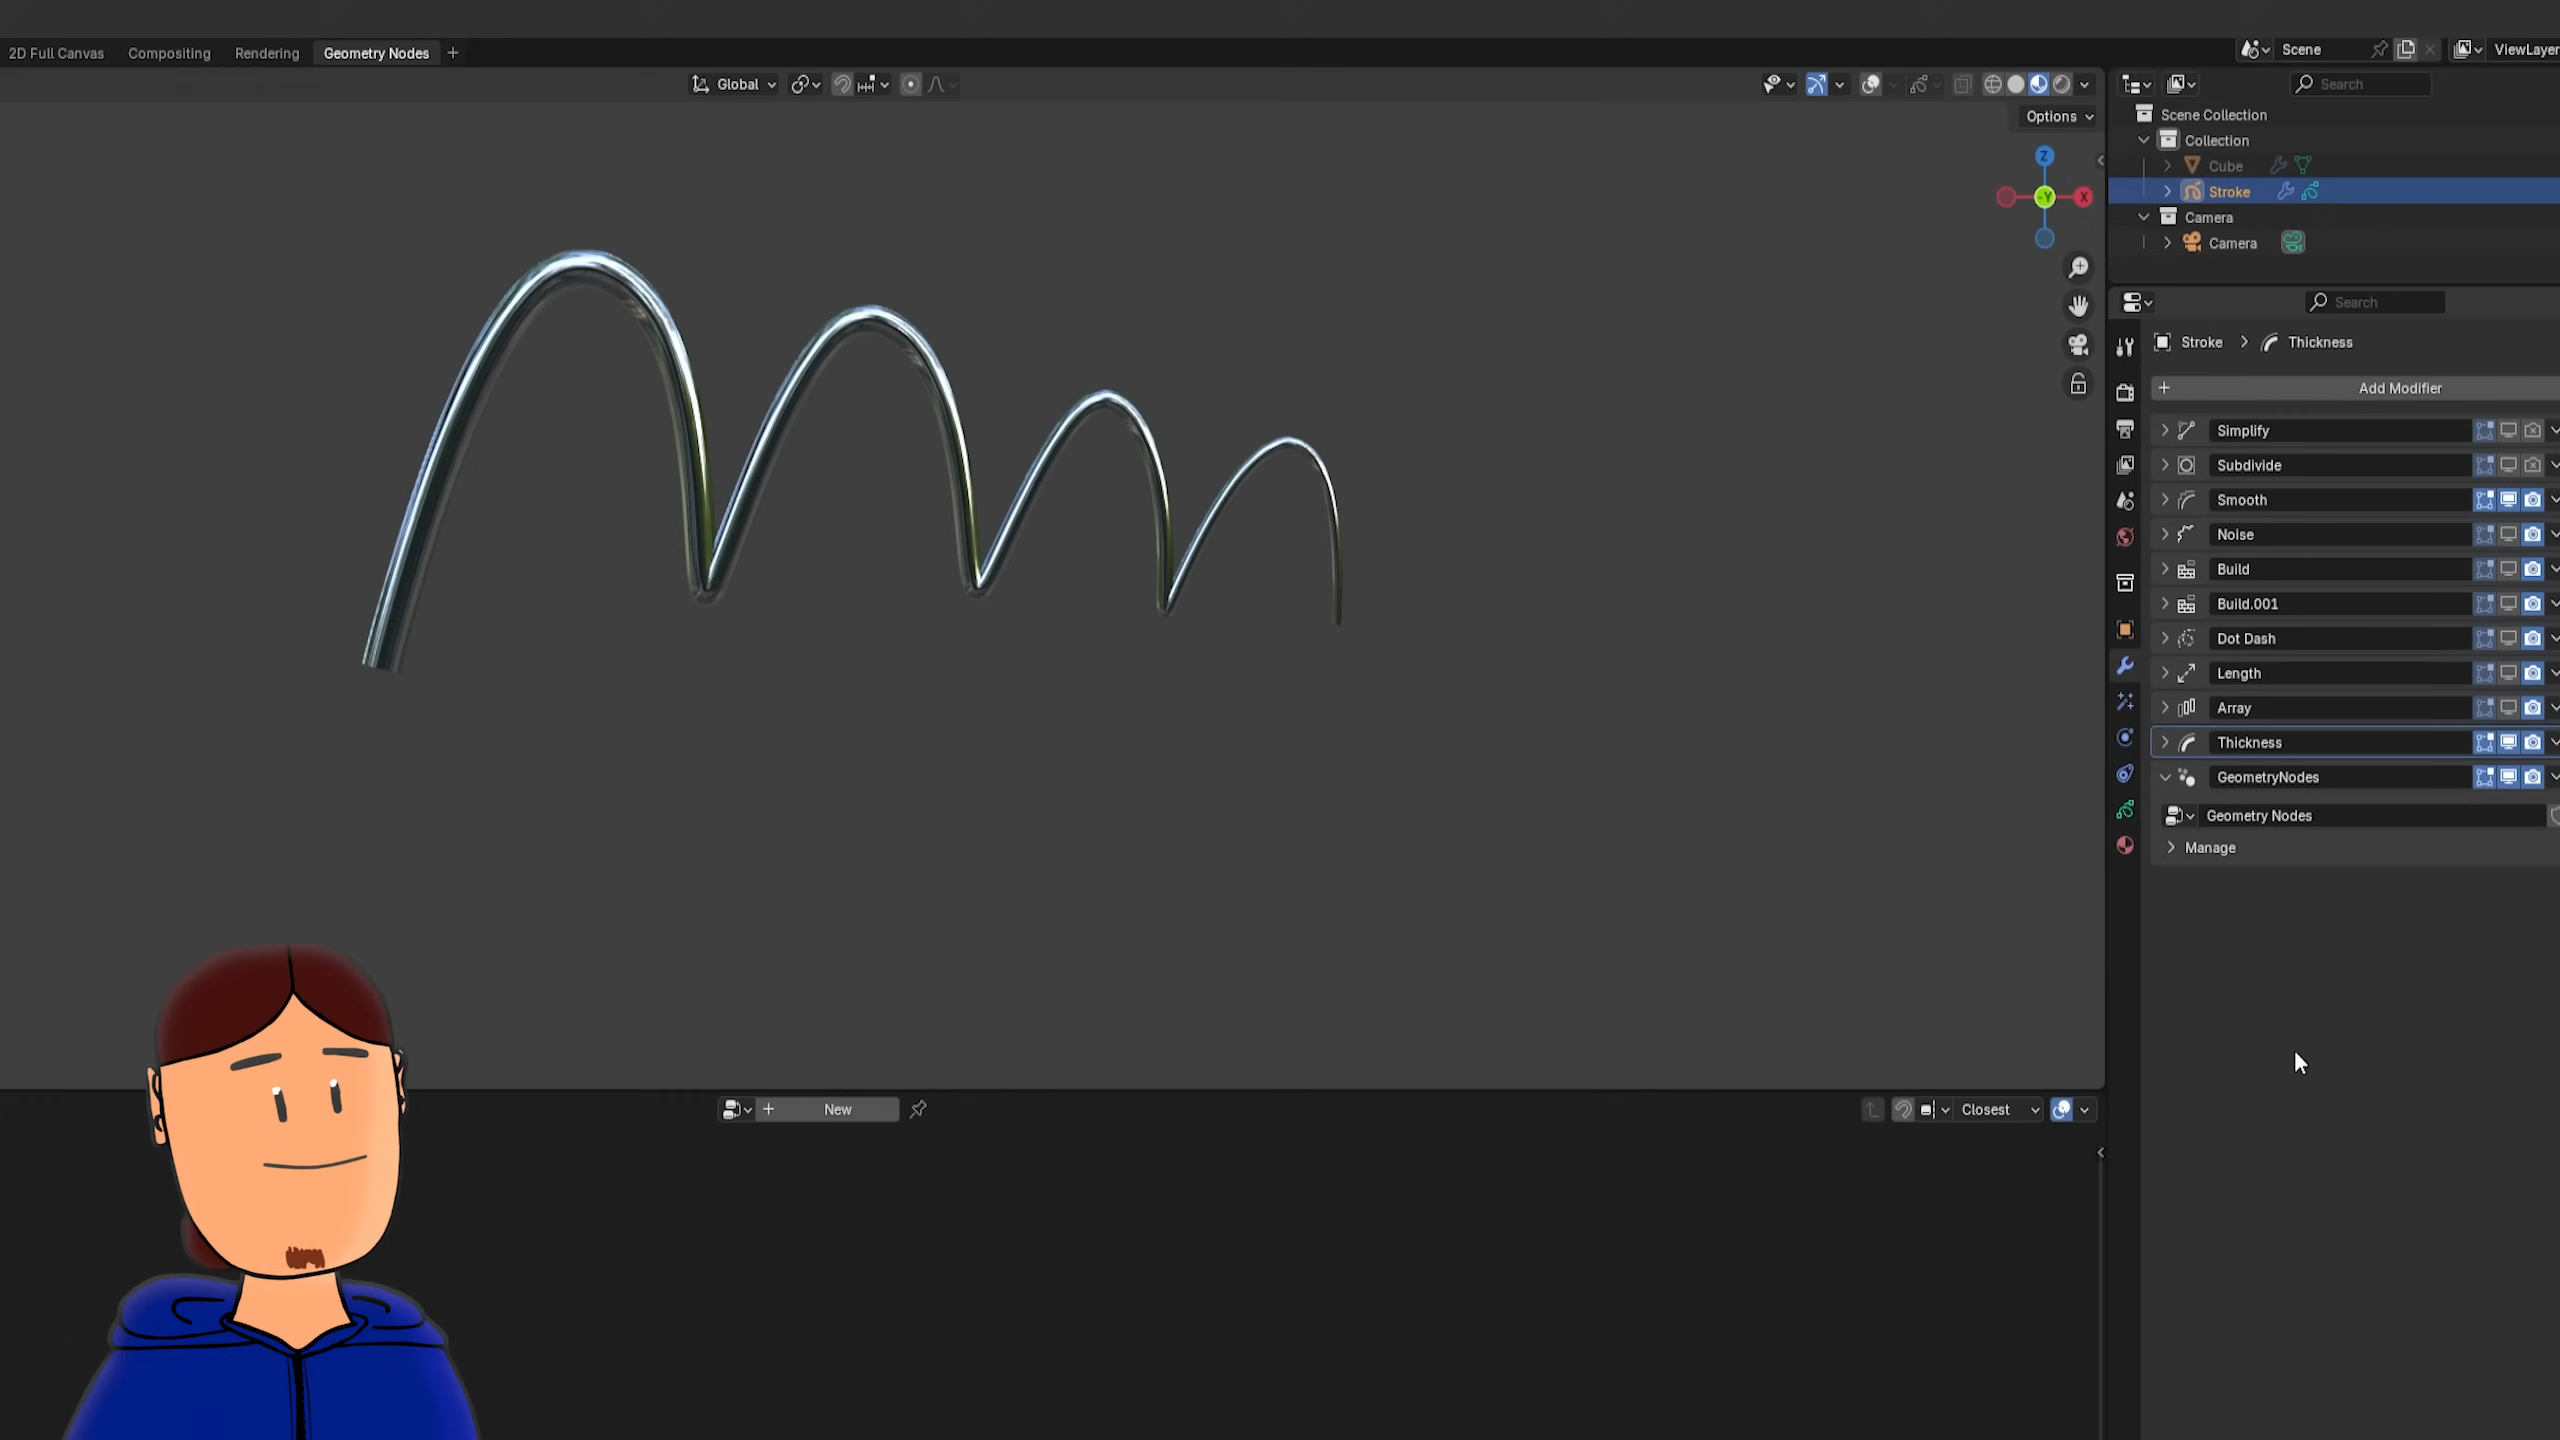 2D Full Canvas Compositing Rendering Geometry Nodes +
Scene ViewLayer
Global
Search
Options
Scene Collection
Collection
Cube
Stroke
Camera
Camera
Z
-Y X
Search
Stroke > Thickness
+ Add Modifier
Simplify
Subdivide
Smooth
Noise
Build
Build.001
Dot Dash
Length
Array
Thickness
GeometryNodes
Geometry Nodes
Manage
+ New
Closest